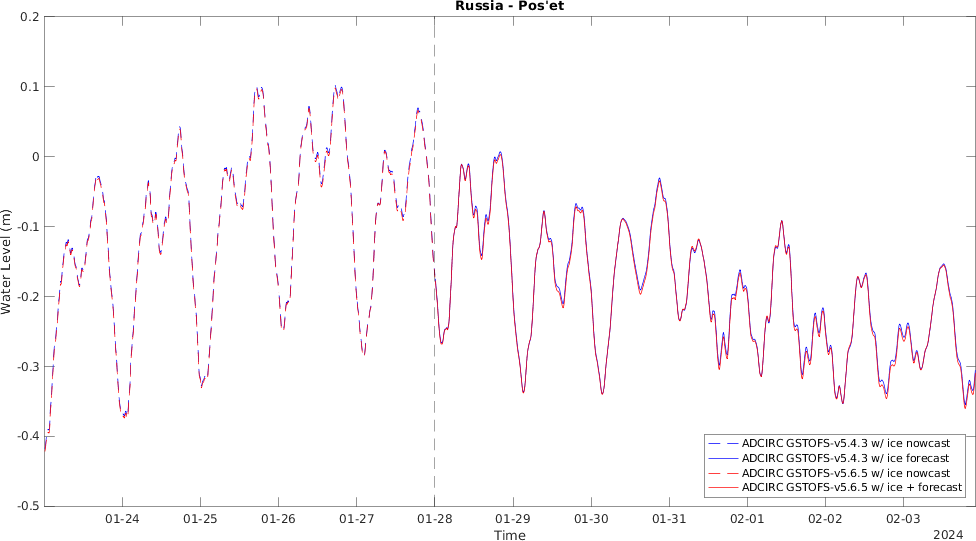 Russia - Pos'et
0.2
0.1
0
-0.1
-0.2
-0.3
-0.4
-0.5
Water Level (m)
ADCIRC GSTOFS-v5.4.3 w/ ice nowcast
ADCIRC GSTOFS-v5.4.3 w/ ice forecast
ADCIRC GSTOFS-v5.6.5 w/ ice nowcast
ADCIRC GSTOFS-v5.6.5 w/ ice + forecast
01-24 01-25 01-26 01-27 01-28 01-29 01-30 01-31 02-01 02-02 02-03
Time
2024